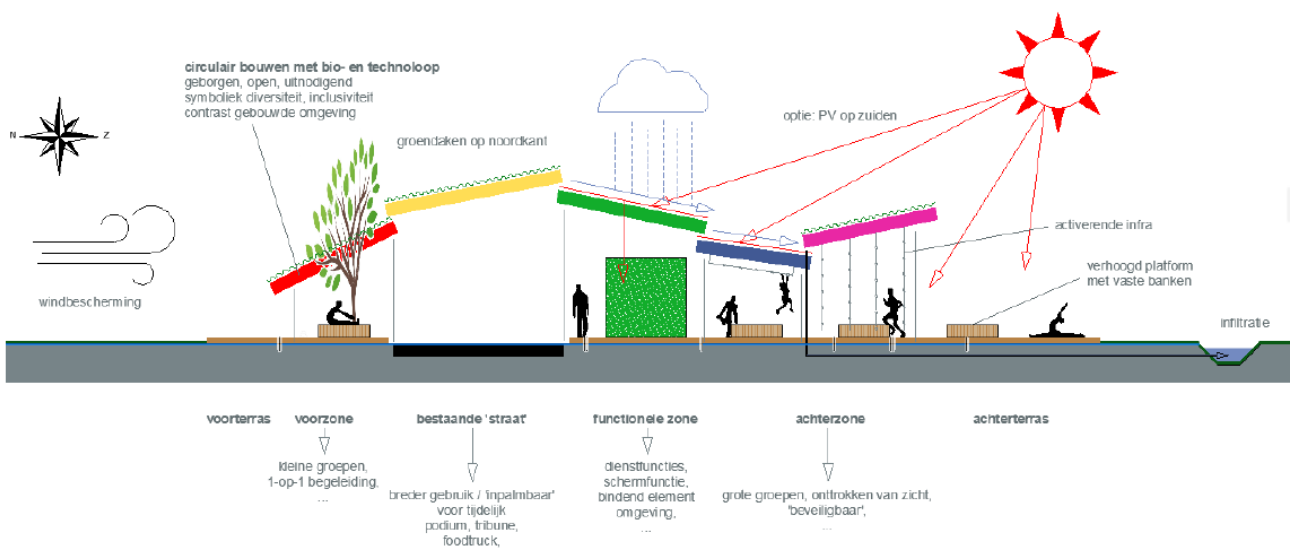 circulair bouwen met bio- en technoloop
geborgen, open, uitnodigend
symboliek diversiteit, inclusiviteit
contrast gebouwde omgeving
optie: PV op zuiden
N
Z
groendaken op noordkant
activerende infra
verhoogd platform
met vaste banken
windbescherming
infiltratie
voorterras
voorzone
bestaande 'straat'
functionele zone
achterzone
achterterras
kleine groepen,
1-op-1 begeleiding,
...
breder gebruik / 'inpalmbaar'
voor tijdelijk
podium, tribune,
foodtruck,
dienstfuncties,
schermfunctie,
bindend element
omgeving,
...
grote groepen, onttrokken van zicht,
'beveiligbaar',
...